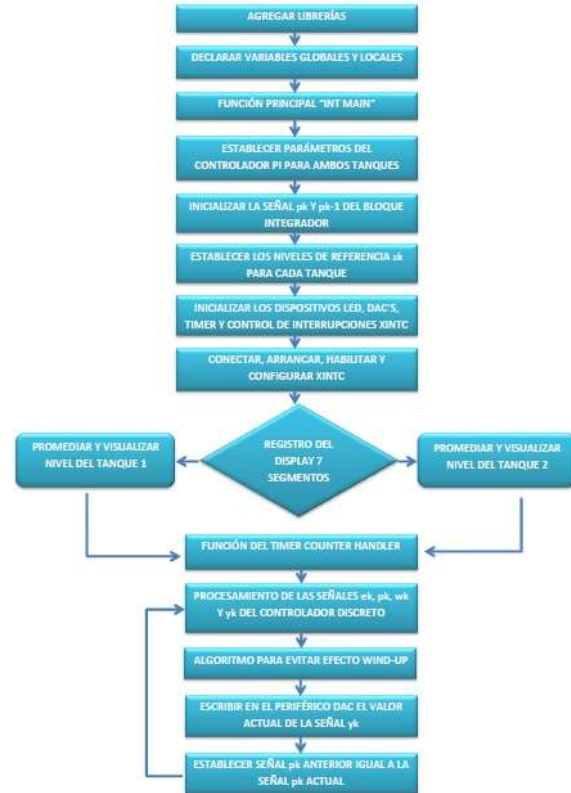 AGREGAR LIBRERÍAS
DECLARAR VARIABLES GLOBALES Y LOCALES
FUNCIÓN PRINCIPAL "INT MAIN"
ESTABLECER PARÁMETROS DEL
CONTROLADOR PI PARA AMBOS TANQUES
INICIALIZAR LA SEÑAL pk Y pk-1 DEL BLOQUE
INTEGRADOR
ESTABLECER LOS NIVELES DE REFERENCIA sk
PARA CADA TANQUE
INICIALIZAR LOS DISPOSITIVOS LED, DAC'S,
TIMER Y CONTROL DE INTERRUPCIONES XINTC
CONECTAR, ARRANCAR, HABILITAR Y
CONFIGURAR XINTC
PROMEDIAR Y VISUALIZAR
NIVEL DEL TANQUE 1
REGISTRO DEL
DISPLAY 7
SEGMENTOS
PROMEDIAR Y VISUALIZAR
NIVEL DEL TANQUE 2
FUNCIÓN DEL TIMER COUNTER HANDLER
PROCESAMIENTO DE LAS SEÑALES ek, pk, wk
Y yk DEL CONTROLADOR DISCRETO
ALGORITMO PARA EVITAR EFECTO WIND-UP
ESCRIBIR EN EL PERIFÉRICO DAC EL VALOR
ACTUAL DE LA SEÑAL yk
ESTABLECER SEÑAL pk ANTERIOR IGUAL A LA
SEÑAL pk ACTUAL